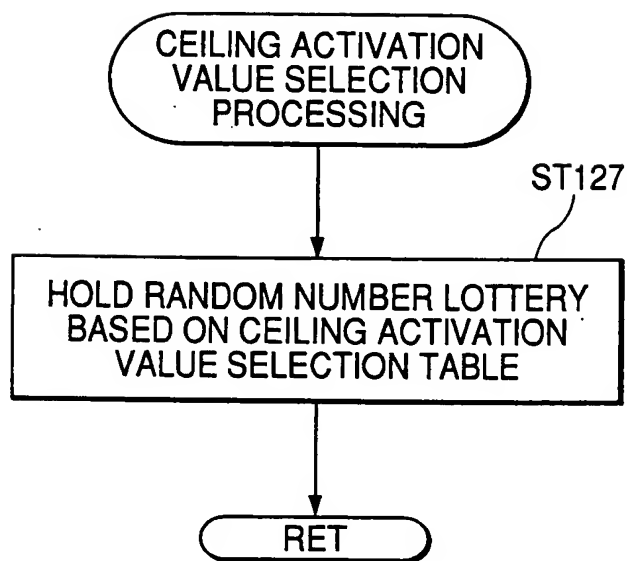 CEILING ACTIVATION
VALUE SELECTION
PROCESSING
ST127
HOLD RANDOM NUMBER LOTTERY
BASED ON CEILING ACTIVATION
VALUE SELECTION TABLE
RET